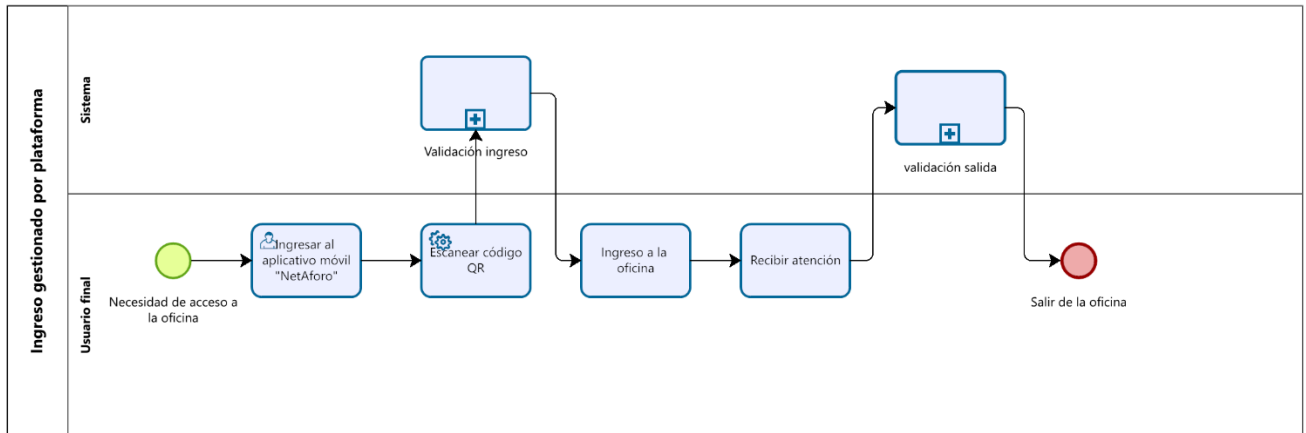 Ingreso gestionado por plataforma
Sistema
Validación ingreso
validación salida
Usuario final
Necesidad de acceso a
la oficina
Ingresar al
aplicativo móvil
"NetAforo"
Escanear código
QR
Ingreso a la
oficina
Recibir atención
Salir de la oficina